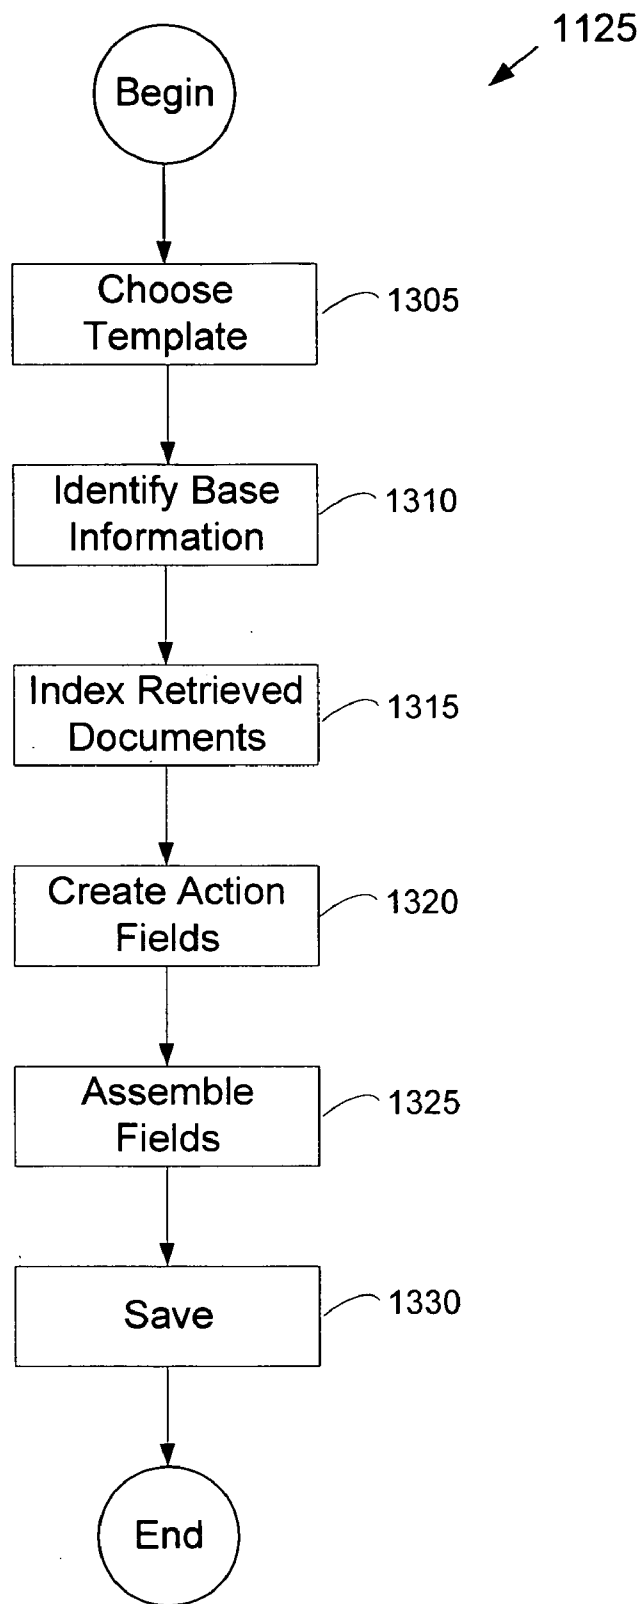 1125
Begin
Choose
Template
1305
Identify Base
Information
1310
Index Retrieved
Documents
1315
Create Action
Fields
1320
Assemble
Fields
1325
Save
1330
End